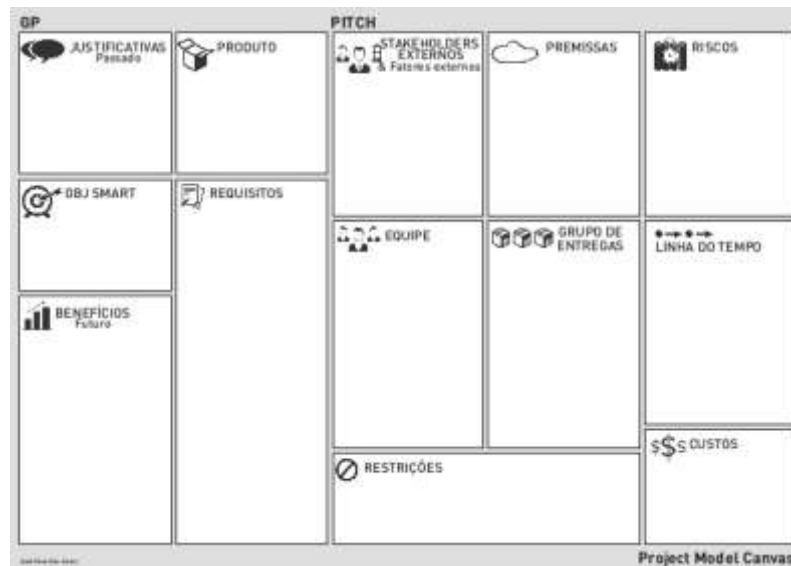 GP
PITCH
JUSTIFICATIVAS
Passado
PRODUTO
STAKEHOLDERS
EXTERNOS
& Fatores externos
PREMISSAS
RISCOS
OBJ SMART
REQUISITOS
EQUIPE
GRUPO DE
ENTREGAS
LINHA DO TEMPO
BENEFÍCIOS
Futuro
RESTRIÇÕES
$$$ CUSTOS
Project Model Canvas